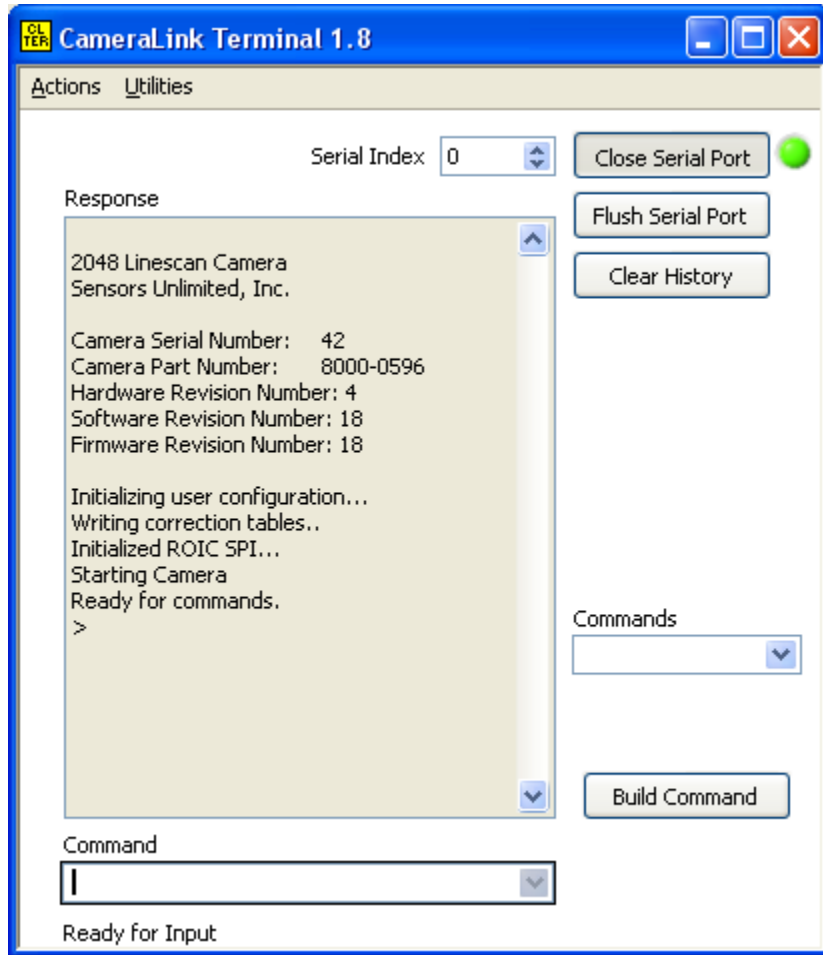 CL
TER
CameraLink Terminal 1.8
Actions Utilities
Serial Index 0
Close Serial Port
Response
Flush Serial Port
Clear History
2048 Linescan Camera
Sensors Unlimited, Inc.
Camera Serial Number: 42
Camera Part Number: 8000-0596
Hardware Revision Number: 4
Software Revision Number: 18
Firmware Revision Number: 18
Initializing user configuration...
Writing correction tables..
Initialized ROIC SPI...
Starting Camera
Ready for commands.
>
Commands
Build Command
Command
Ready for Input